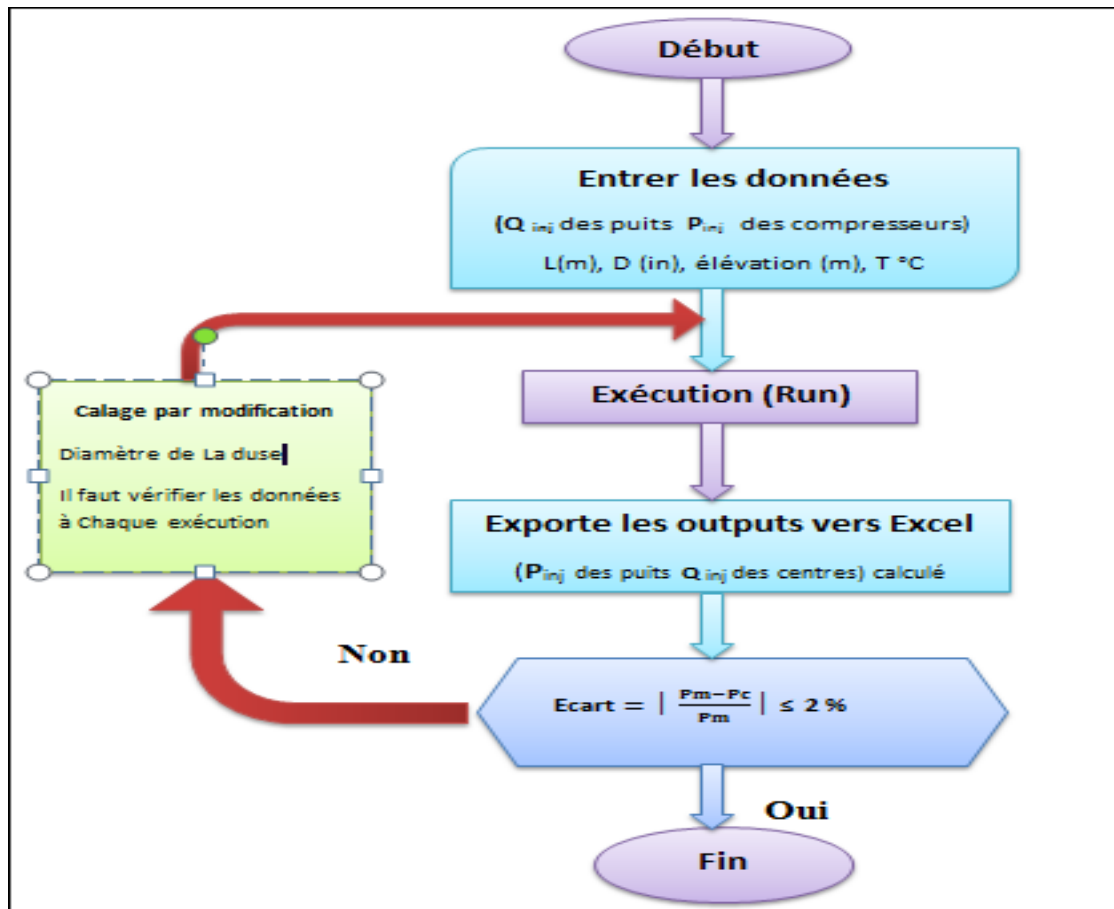 Début
Entrer les données
(Q inj des puits P inj des compresseurs)
L(m), D (in), élévation (m), T °C
Exécution (Run)
Exporte les outputs vers Excel
(P inj des puits Q inj des centres) calculé
Ecart = | Pm−Pc / Pm | ≤ 2 %
Oui
Fin
Non
Calage par modification
Diamètre de La duse
Il faut vérifier les données
à Chaque exécution